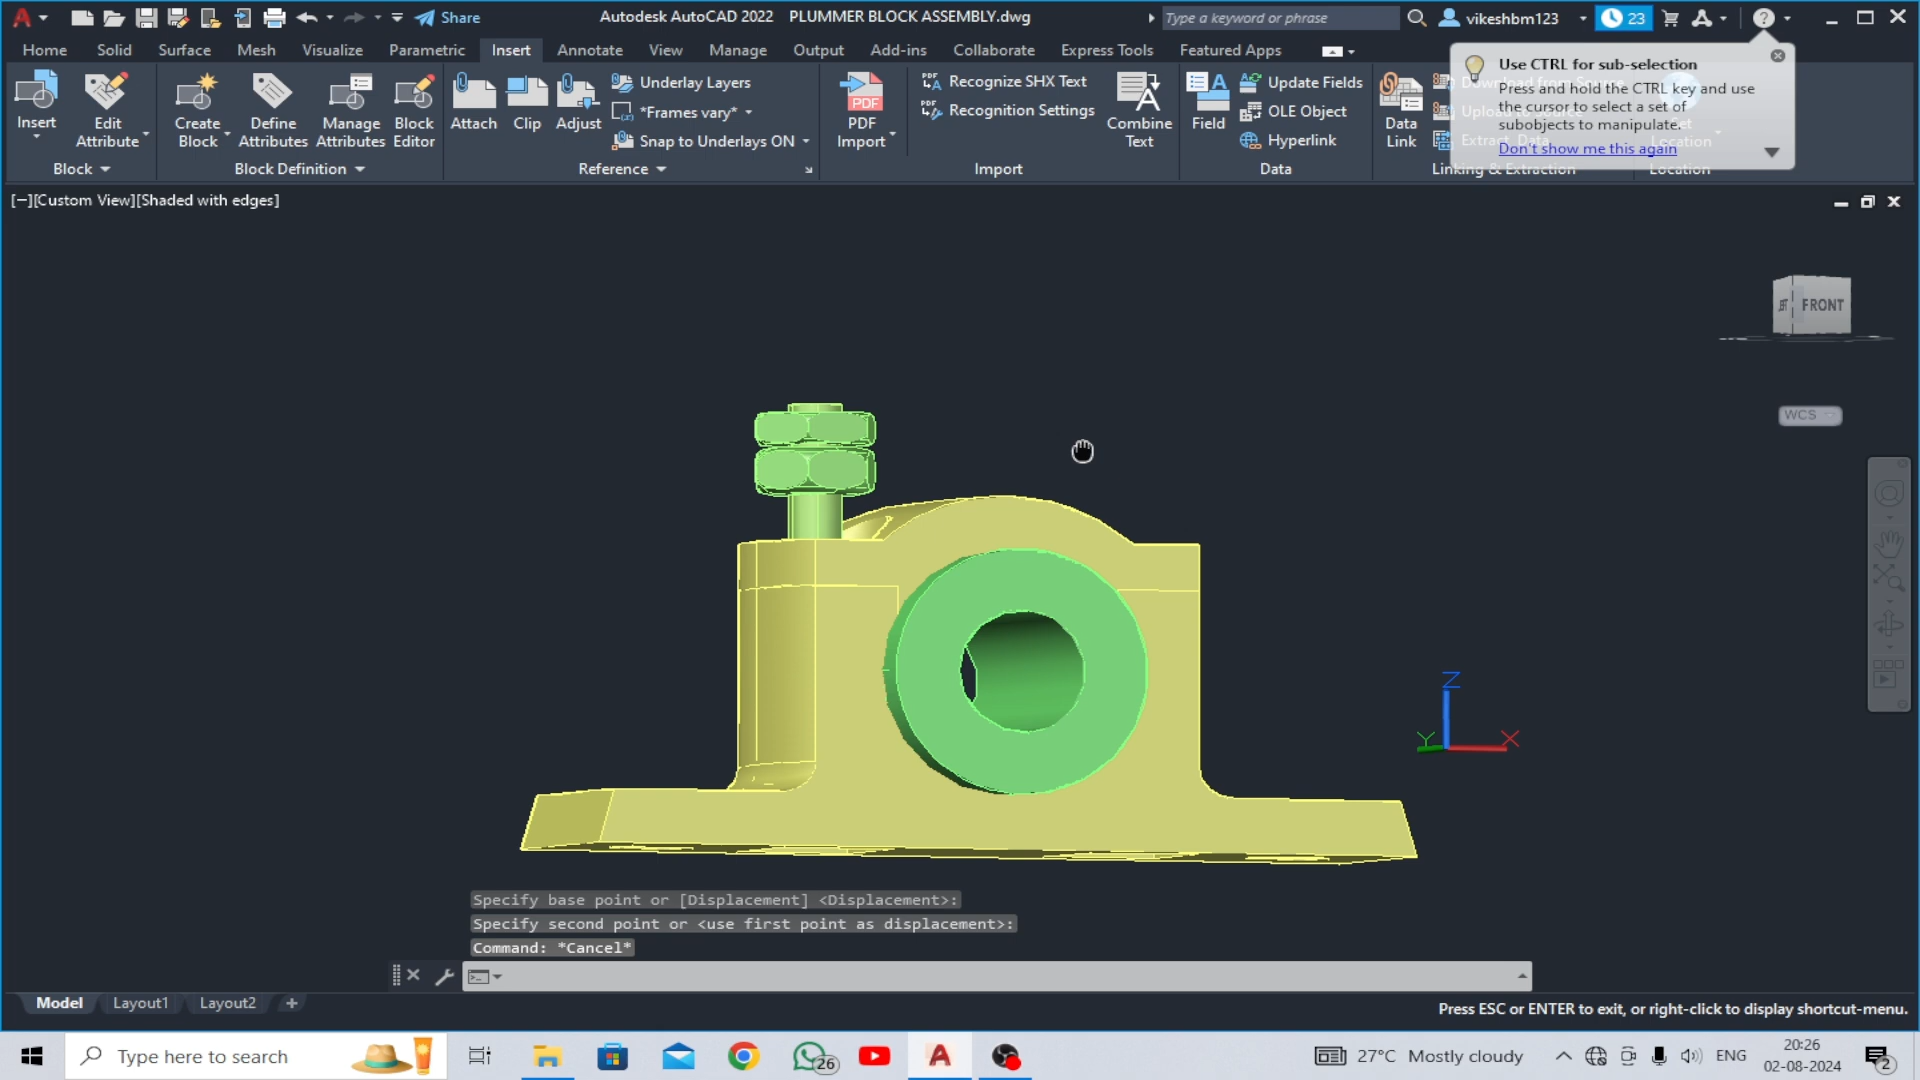 Share
Autodesk AutoCAD 2022 PLUMMER BLOCK ASSEMBLY.dwg
Type a keyword or phrase
vikeshbm123
23
Home Solid Surface Mesh Visualize Parametric Insert Annotate View Manage Output Add-ins Collaborate Express Tools Featured Apps
Insert
Edit
Attribute
Create
Block
Define
Attributes
Manage
Attributes
Block
Editor
Attach
Clip
Adjust
Underlay Layers
*Frames vary*
Snap to Underlays ON
PDF
PDF
Import
Recognize SHX Text
Recognition Settings
Combine
Text
Field
Update Fields
OLE Object
Hyperlink
Data
Link
Use CTRL for sub-selection
Press and hold the CTRL key and use
the cursor to select a set of
subobjects to manipulate.
Don't show me this again
Block
Block Definition
Reference
Import
Data
Linking & Extraction
Location
[−][Custom View][Shaded with edges]
FRONT
WCS
Z
Y
X
Specify base point or [Displacement] <Displacement>:
Specify second point or <use first point as displacement>:
Command: *Cancel*
Model Layout1 Layout2 +
Press ESC or ENTER to exit, or right-click to display shortcut-menu.
Type here to search
26
27°C Mostly cloudy
ENG
20:26
02-08-2024
2